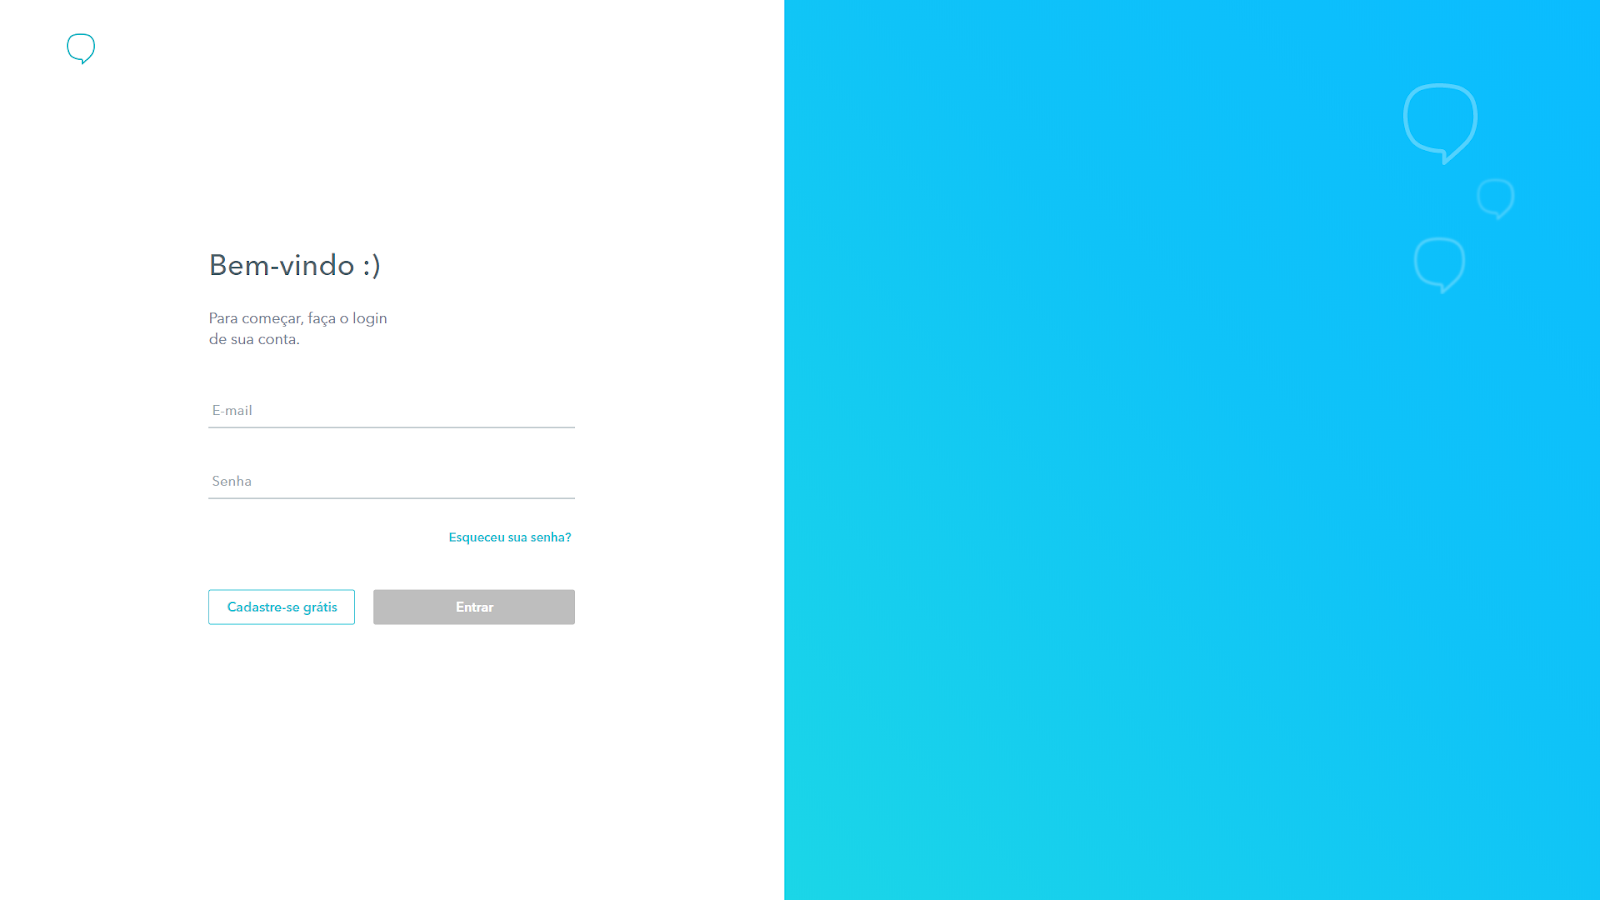 Bem-vindo :)
Para começar, faça o login
de sua conta.
E-mail
Senha
Esqueceu sua senha?
Cadastre-se grátis
Entrar